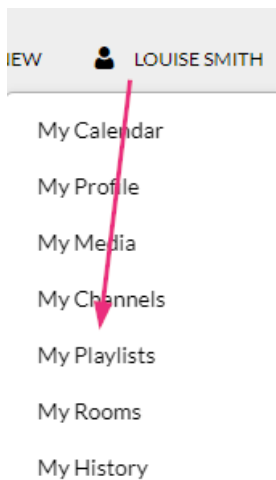 IEW LOUISE SMITH
My Calendar
My Profile
My Media
My Channels
My Playlists
My Rooms
My History